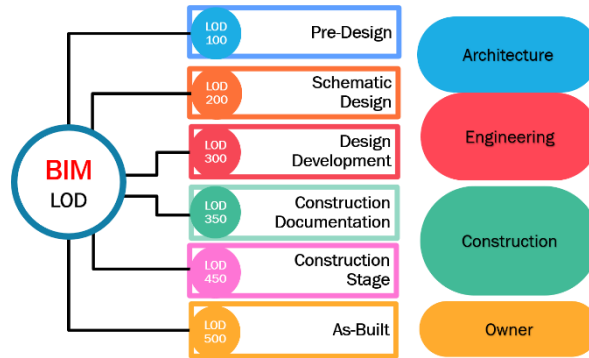 BIM
LOD
LOD
100
Pre-Design
LOD
200
Schematic
Design
LOD
300
Design
Development
LOD
350
Construction
Documentation
LOD
450
Construction
Stage
LOD
500
As-Built
Architecture
Engineering
Construction
Owner